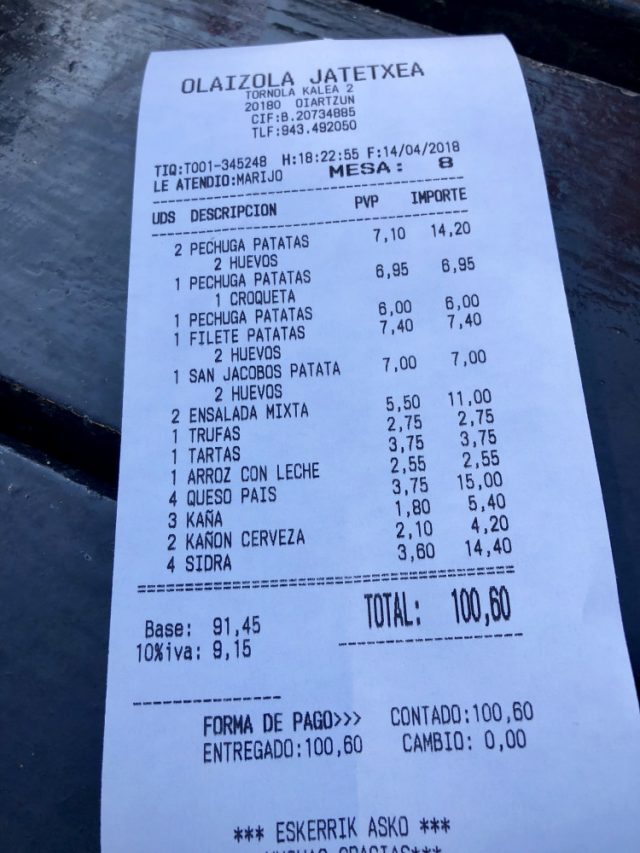 OLAIZOLA JATETXEA
TORNOLA KALEA 2
20180 OIARTZUN
CIF:B.20734885
TLF:943.492050
TIQ:T001-345248 H:18:22:55 F:14/04/2018
LE ATENDIO:MARIJO MESA: 8
UDS DESCRIPCION PVP IMPORTE
2 PECHUGA PATATAS 7,10 14,20
2 HUEVOS
1 PECHUGA PATATAS 6,95 6,95
1 CROQUETA
1 PECHUGA PATATAS 6,00 6,00
1 FILETE PATATAS 7,40 7,40
2 HUEVOS
1 SAN JACOBOS PATATA 7,00 7,00
2 HUEVOS
2 ENSALADA MIXTA 5,50 11,00
1 TRUFAS 2,75 2,75
1 TARTAS 3,75 3,75
1 ARROZ CON LECHE 2,55 2,55
4 QUESO PAIS 3,75 15,00
3 KAÑA 1,80 5,40
2 KAÑON CERVEZA 2,10 4,20
4 SIDRA 3,60 14,40
TOTAL: 100,60
Base: 91,45
10%iva: 9,15
FORMA DE PAGO>>> CONTADO:100,60
ENTREGADO:100,60 CAMBIO: 0,00
*** ESKERRIK ASKO ***